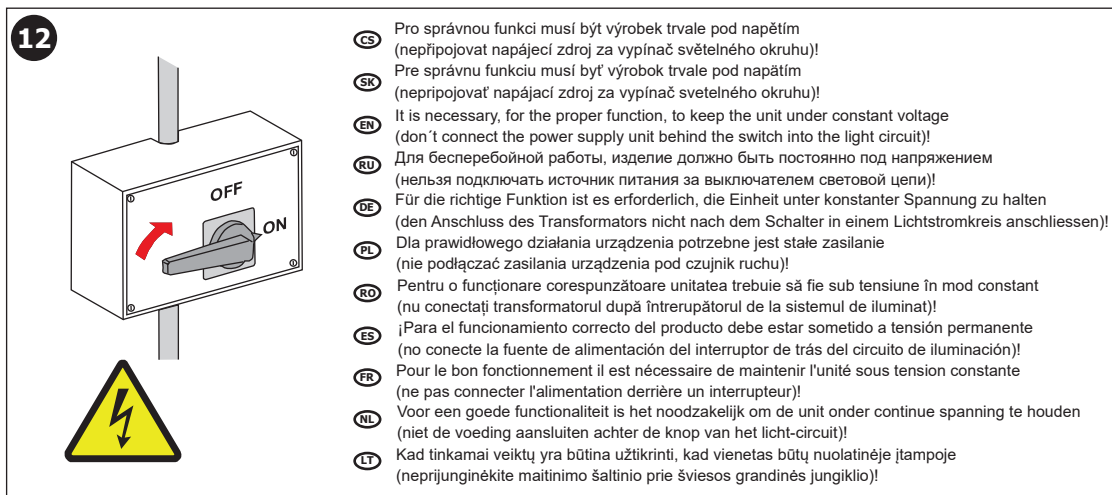 12
OFF
ON
CS Pro správnou funkci musí být výrobek trvale pod napětím
(nepřipojovat napájecí zdroj za vypínač světelného okruhu)!
SK Pre správnu funkciu musí byť výrobok trvale pod napätím
(nepripojovať napájací zdroj za vypínač svetelného okruhu)!
EN It is necessary, for the proper function, to keep the unit under constant voltage
(don´t connect the power supply unit behind the switch into the light circuit)!
RU Для бесперебойной работы, изделие должно быть постоянно под напряжением
(нельзя подключать источник питания за выключателем световой цепи)!
DE Für die richtige Funktion ist es erforderlich, die Einheit unter konstanter Spannung zu halten
(den Anschluss des Transformators nicht nach dem Schalter in einem Lichtstromkreis anschliessen)!
PL Dla prawidłowego działania urządzenia potrzebne jest stałe zasilanie
(nie podłączać zasilania urządzenia pod czujnik ruchu)!
RO Pentru o funcționare corespunzătoare unitatea trebuie să fie sub tensiune în mod constant
(nu conectați transformatorul după întrerupătorul de la sistemul de iluminat)!
ES ¡Para el funcionamiento correcto del producto debe estar sometido a tensión permanente
(no conecte la fuente de alimentación del interruptor de trás del circuito de iluminación)!
FR Pour le bon fonctionnement il est nécessaire de maintenir l'unité sous tension constante
(ne pas connecter l'alimentation derrière un interrupteur)!
NL Voor een goede functionaliteit is het noodzakelijk om de unit onder continue spanning te houden
(niet de voeding aansluiten achter de knop van het licht-circuit)!
LT Kad tinkamai veiktų yra būtina užtikrinti, kad vienetas būtų nuolatinėje įtampoje
(neprijunginėkite maitinimo šaltinio prie šviesos grandinės jungiklio)!